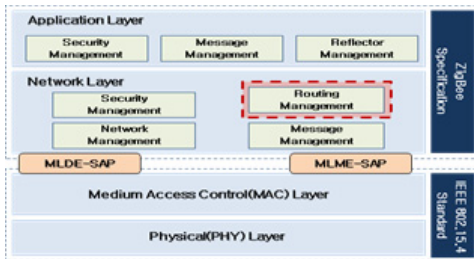 Application Layer
Security
Management
Message
Management
Reflector
Management
Network Layer
Security
Management
Routing
Management
Network
Management
Message
Management
MLDE-SAP
MLME-SAP
Medium Access Control(MAC) Layer
Physical(PHY) Layer
ZigBee
Specification
IEEE 802.15.4
Standard